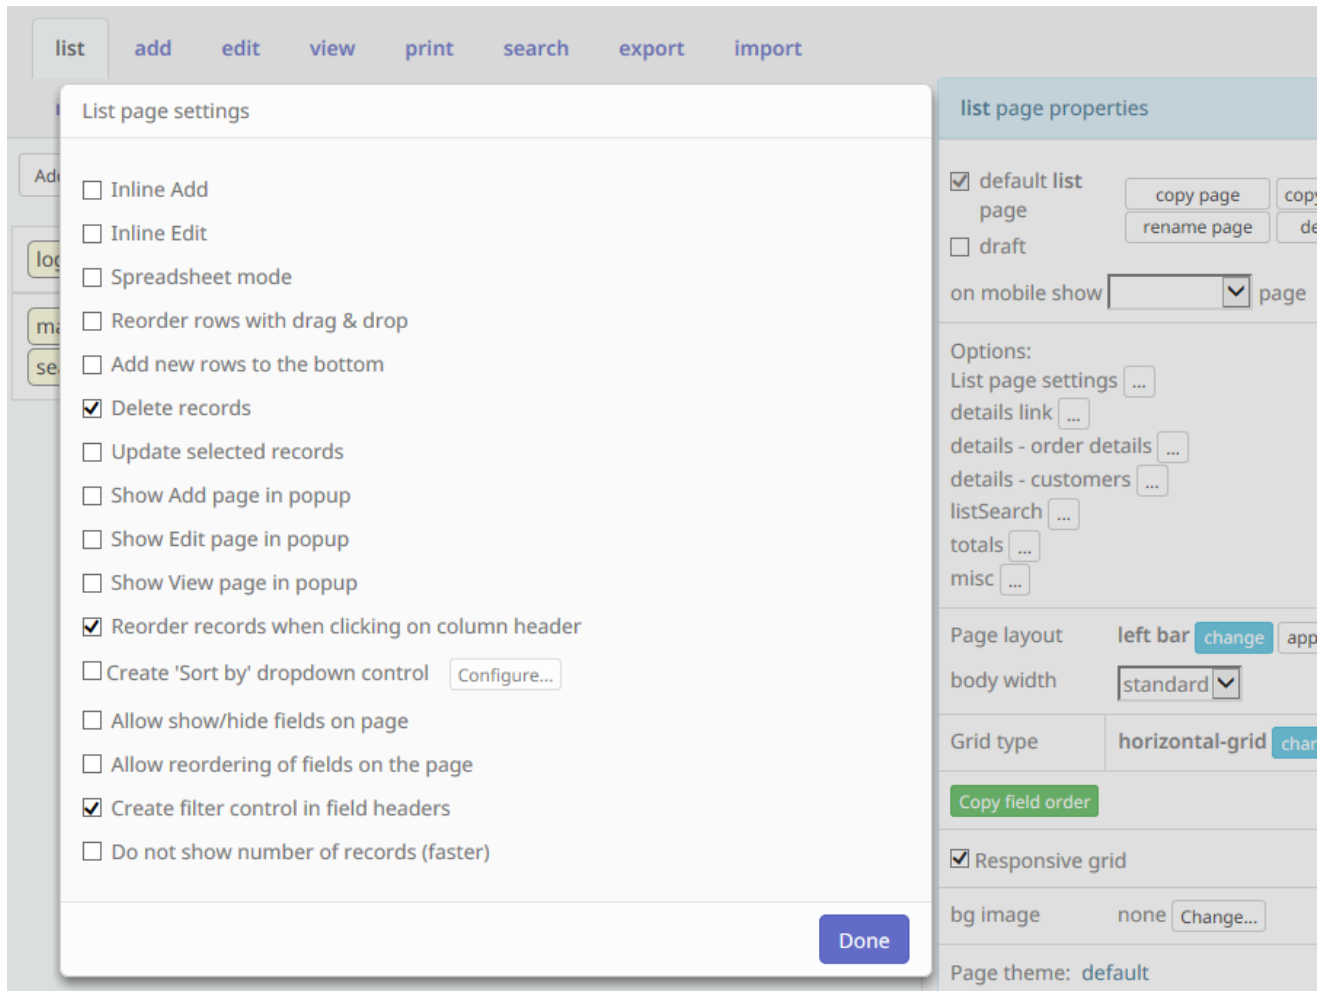 list add edit view print search export import
List page settings
list page properties
Inline Add
Inline Edit
Spreadsheet mode
Reorder rows with drag & drop
Add new rows to the bottom
Delete records
Update selected records
Show Add page in popup
Show Edit page in popup
Show View page in popup
Reorder records when clicking on column header
Create 'Sort by' dropdown control Configure...
Allow show/hide fields on page
Allow reordering of fields on the page
Create filter control in field headers
Do not show number of records (faster)
Done
default list
page
copy page
rename page
draft
on mobile show page
Options:
List page settings ...
details link ...
details - order details ...
details - customers ...
listSearch ...
totals ...
misc ...
Page layout left bar change
body width standard
Grid type horizontal-grid
Copy field order
Responsive grid
bg image none Change...
Page theme: default